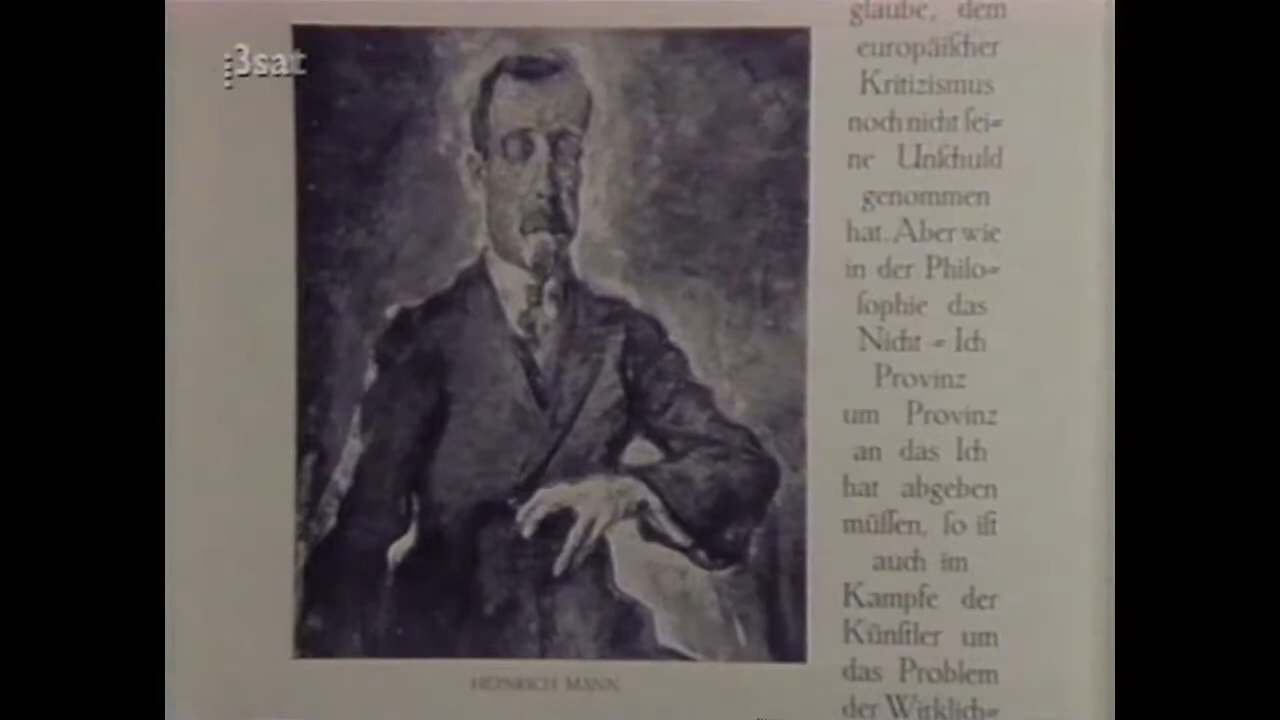 3sat
glaube, dem
europäiſcher
Kritizismus
noch nicht ſei=
ne Unſchuld
genommen
hat. Aber wie
in der Philo=
ſophie das
Nicht = Ich
Provinz
um Provinz
an das Ich
hat abgeben
müſſen, ſo iſt
auch im
Kampfe der
Künſtler um
das Problem
der Wirklich=
HEINRICH MANN